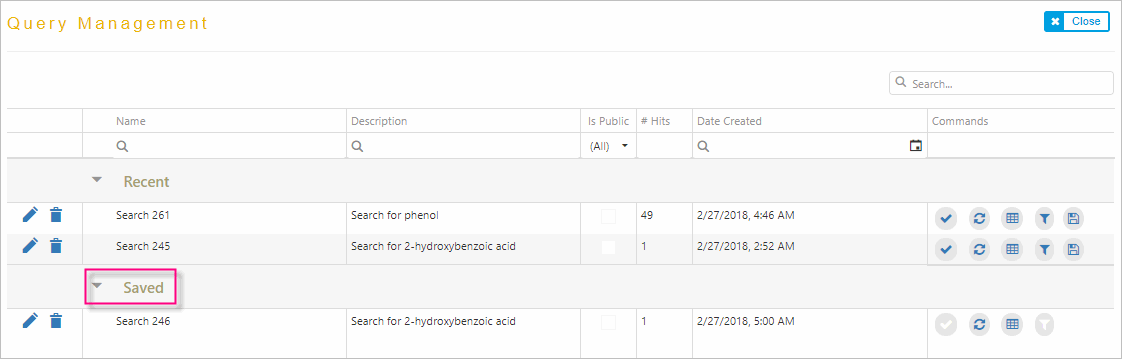 Query Management
Close
Search...
Name Description Is Public # Hits Date Created Commands
(All)
Recent
Search 261 Search for phenol 49 2/27/2018, 4:46 AM
Search 245 Search for 2-hydroxybenzoic acid 1 2/27/2018, 2:52 AM
Saved
Search 246 Search for 2-hydroxybenzoic acid 1 2/27/2018, 5:00 AM